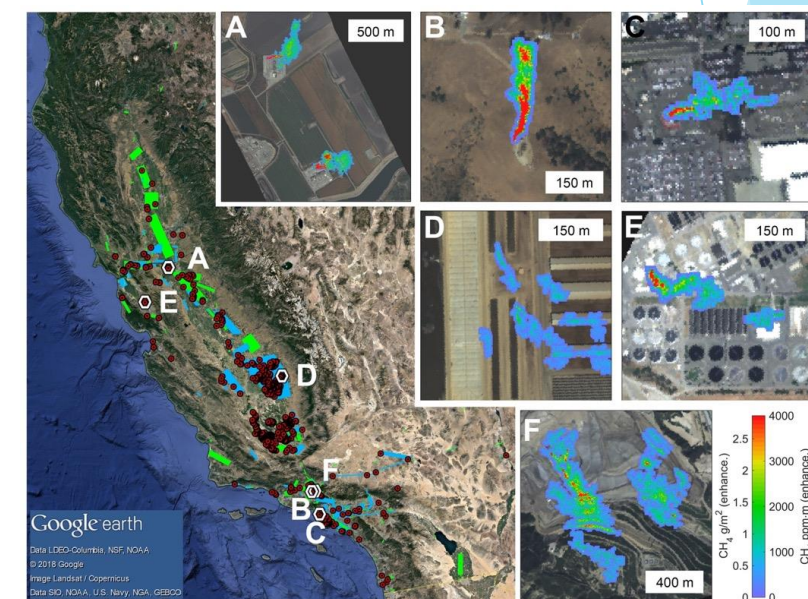 A
500 m
B
150 m
C
100 m
D
150 m
E
150 m
F
400 m
A
E
D
F
B
C
CH4 g/m² (enhance.)
2.5
2
1.5
1
0.5
0
4000
3000
2000
1000
0
CH4 ppm-m (enhance.)
Google earth
Data LDEO-Columbia, NSF, NOAA
© 2018 Google
Image Landsat / Copernicus
Data SIO, NOAA, U.S. Navy, NGA, GEBCO